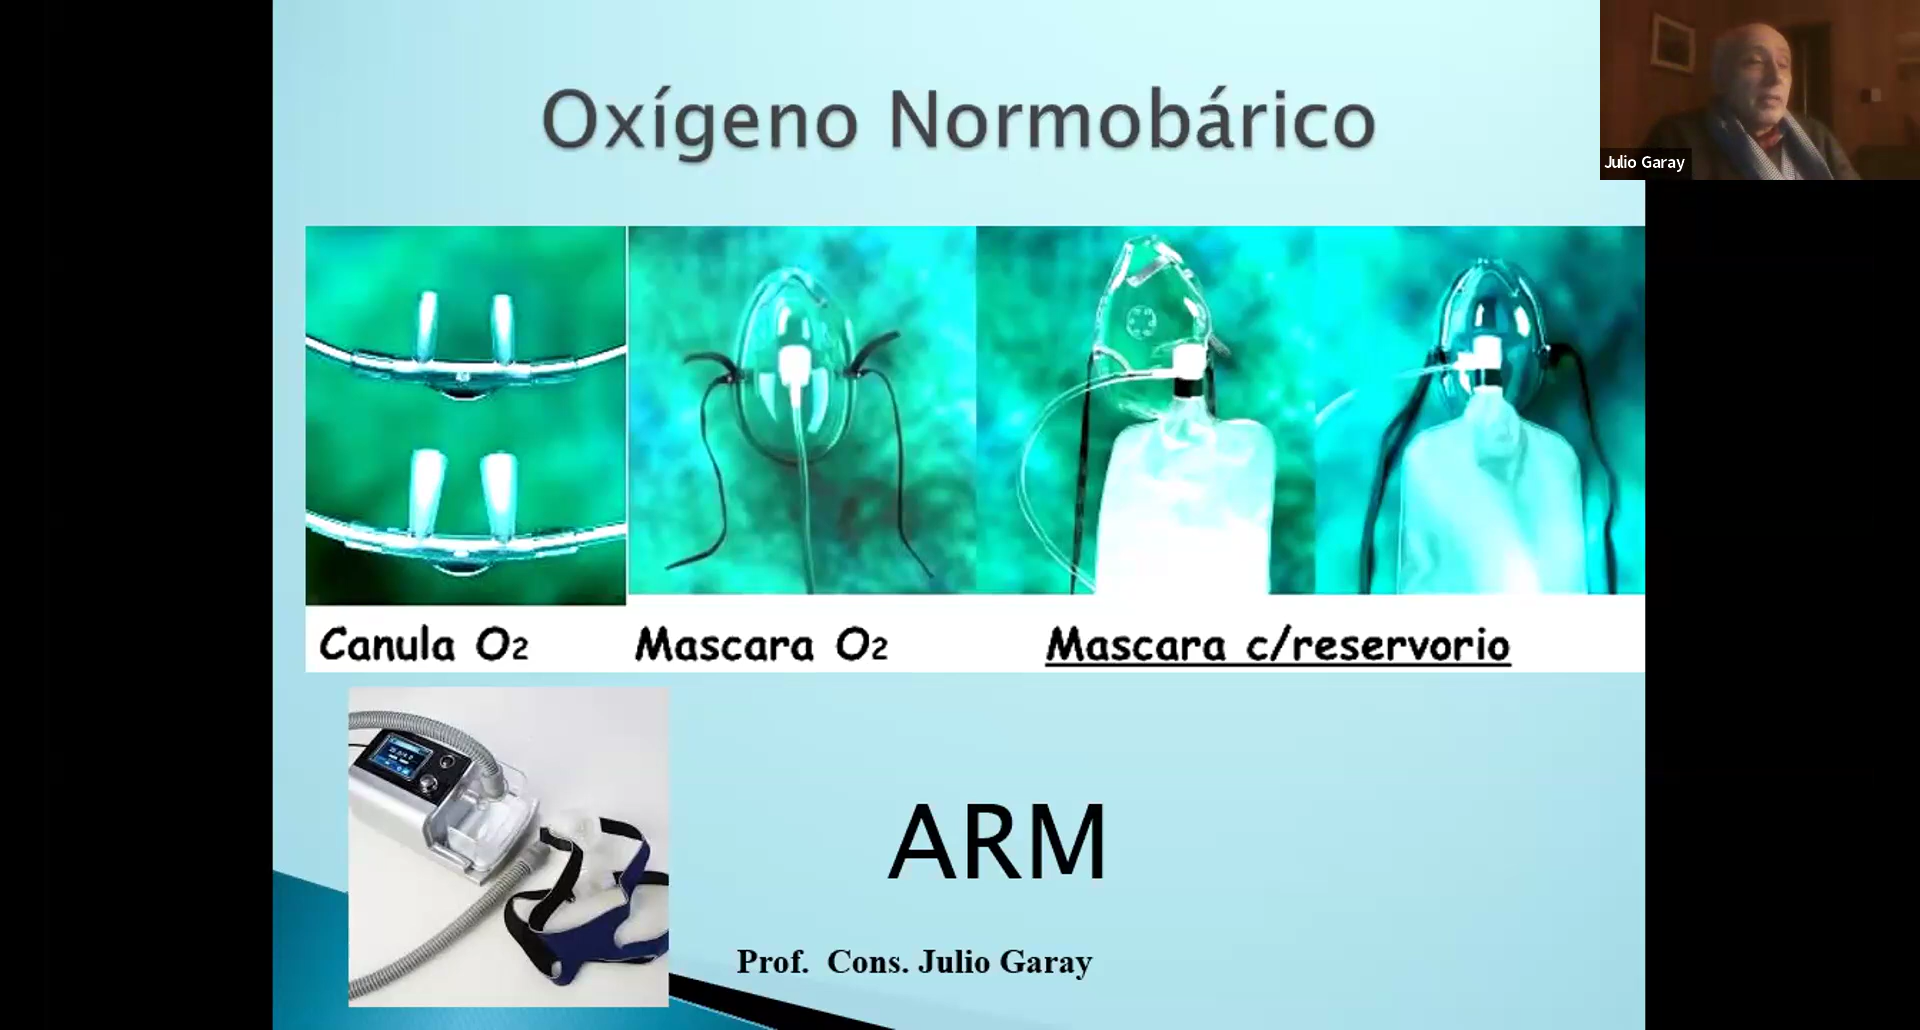 Oxígeno Normobárico
Julio Garay
Canula O2
Mascara O2
Mascara c/reservorio
ARM
Prof. Cons. Julio Garay